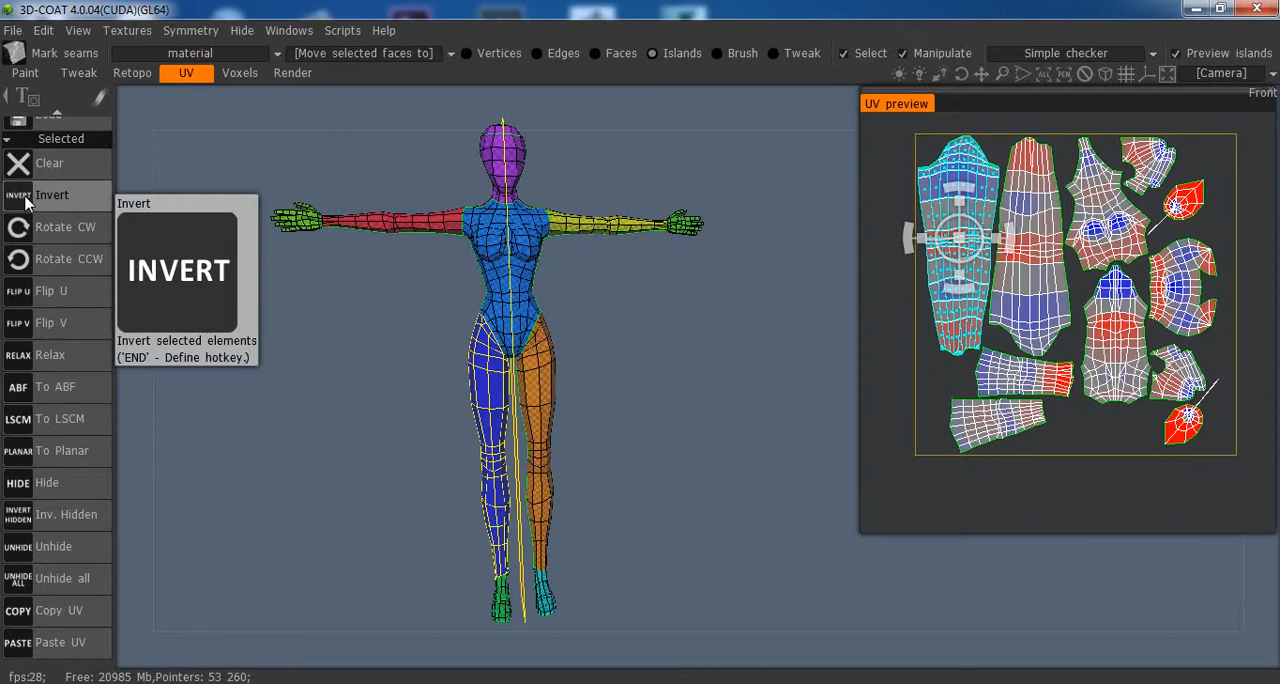 3D-COAT 4.0.04(CUDA)(GL64)
File Edit View Textures Symmetry Hide Windows Scripts Help
Mark seams material [Move selected faces to] Vertices Edges Faces Islands Brush Tweak Select Manipulate Simple checker Preview islands
Paint Tweak Retopo UV Voxels Render ALL PEN [Camera]
Front
UV preview
Selected
Clear
INVERT Invert
Rotate CW
Rotate CCW
FLIP U Flip U
FLIP V Flip V
RELAX Relax
ABF To ABF
LSCM To LSCM
PLANAR To Planar
HIDE Hide
INVERT HIDDEN Inv. Hidden
UNHIDE Unhide
UNHIDE ALL Unhide all
COPY Copy UV
PASTE Paste UV
Invert
INVERT
Invert selected elements
('END' - Define hotkey.)
fps:28; Free: 20985 Mb,Pointers: 53 260;